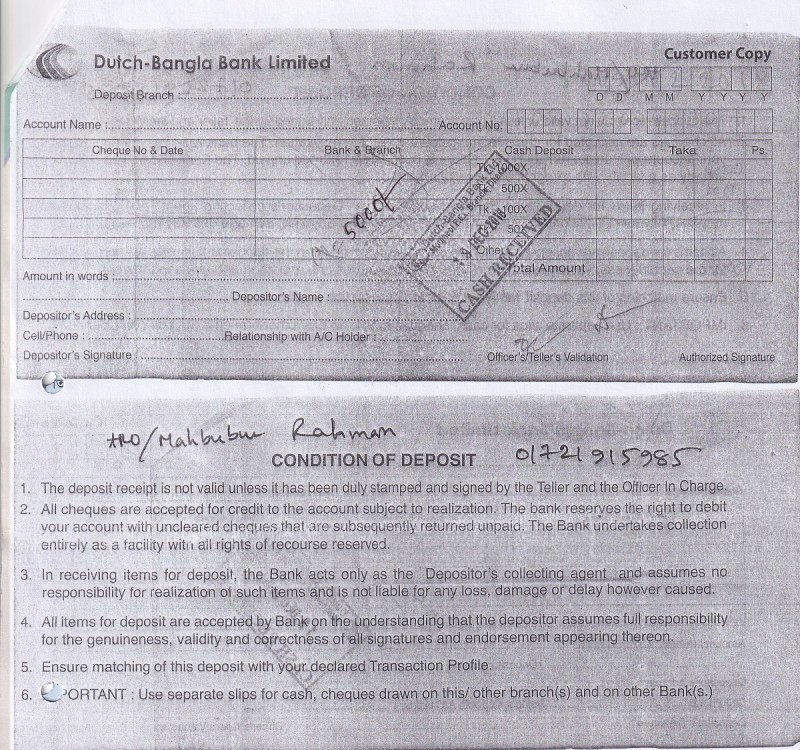 Customer Copy
Dutch-Bangla Bank Limited
Deposit Branch :
D D M M Y Y Y Y
Account Name : Account No.
Cheque No & Date Bank & Branch Cash Deposit Taka Ps.
Tk. 1000X
Tk. 500X
Tk. 100X
Tk. 50X
Other
Total Amount
5000/-
Dutch-Bangla Bank Ltd
DEC 2010
CASH RECEIVED
Amount in words :
Depositor's Name :
Depositor's Address :
Cell/Phone : Relationship with A/C Holder :
Depositor's Signature : Officer's/Teller's Validation Authorized Signature
Mahbubur Rahman
CONDITION OF DEPOSIT 01721915985
1. The deposit receipt is not valid unless it has been duly stamped and signed by the Teller and the Officer In Charge.
2. All cheques are accepted for credit to the account subject to realization. The bank reserves the right to debit
your account with uncleared cheques that are subsequently returned unpaid. The Bank undertakes collection
entirely as a facility with all rights of recourse reserved.
3. In receiving items for deposit, the Bank acts only as the Depositor's collecting agent and assumes no
responsibility for realization of such items and is not liable for any loss, damage or delay however caused.
4. All items for deposit are accepted by Bank on the understanding that the depositor assumes full responsibility
for the genuineness, validity and correctness of all signatures and endorsement appearing thereon.
5. Ensure matching of this deposit with your declared Transaction Profile.
6. PORTANT : Use separate slips for cash, cheques drawn on this/ other branch(s) and on other Bank(s.)